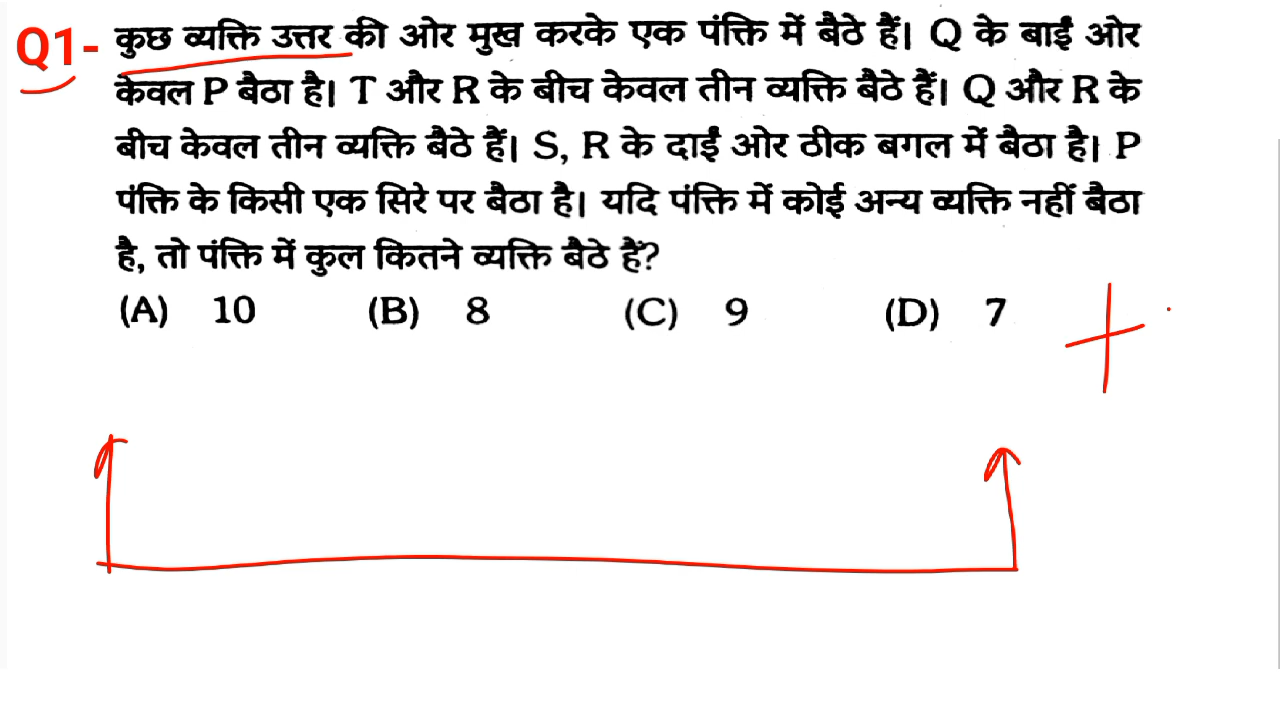 Q1- कुछ व्यक्ति उत्तर की ओर मुख करके एक पंक्ति में बैठे हैं। Q के बाईं ओर
केवल P बैठा है। T और R के बीच केवल तीन व्यक्ति बैठे हैं। Q और R के
बीच केवल तीन व्यक्ति बैठे हैं। S, R के दाईं ओर ठीक बगल में बैठा है। P
पंक्ति के किसी एक सिरे पर बैठा है। यदि पंक्ति में कोई अन्य व्यक्ति नहीं बैठा
है, तो पंक्ति में कुल कितने व्यक्ति बैठे हैं?
(A) 10 (B) 8 (C) 9 (D) 7